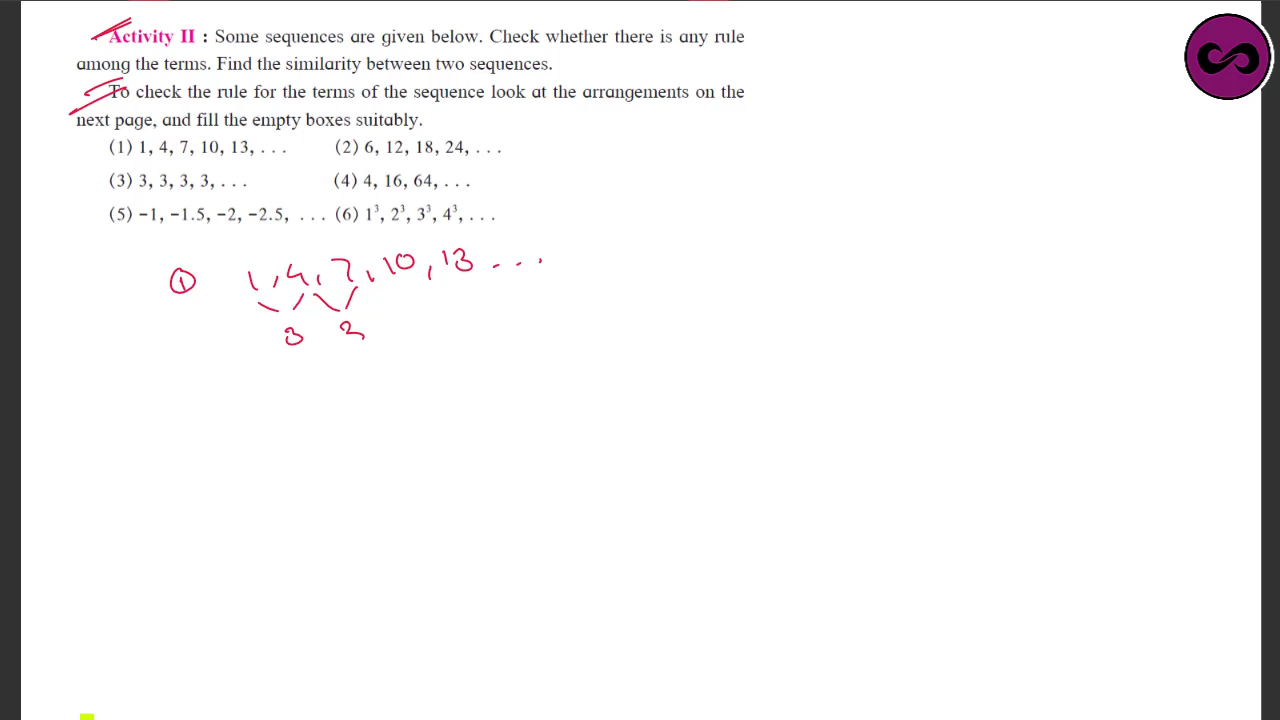 Activity II : Some sequences are given below. Check whether there is any rule
among the terms. Find the similarity between two sequences.
To check the rule for the terms of the sequence look at the arrangements on the
next page, and fill the empty boxes suitably.
(1) 1, 4, 7, 10, 13, . . . (2) 6, 12, 18, 24, . . .
(3) 3, 3, 3, 3, . . . (4) 4, 16, 64, . . .
(5) −1, −1.5, −2, −2.5, . . . (6) 1³, 2³, 3³, 4³, . . .
① 1, 4, 7, 10, 13 . . .
3 3